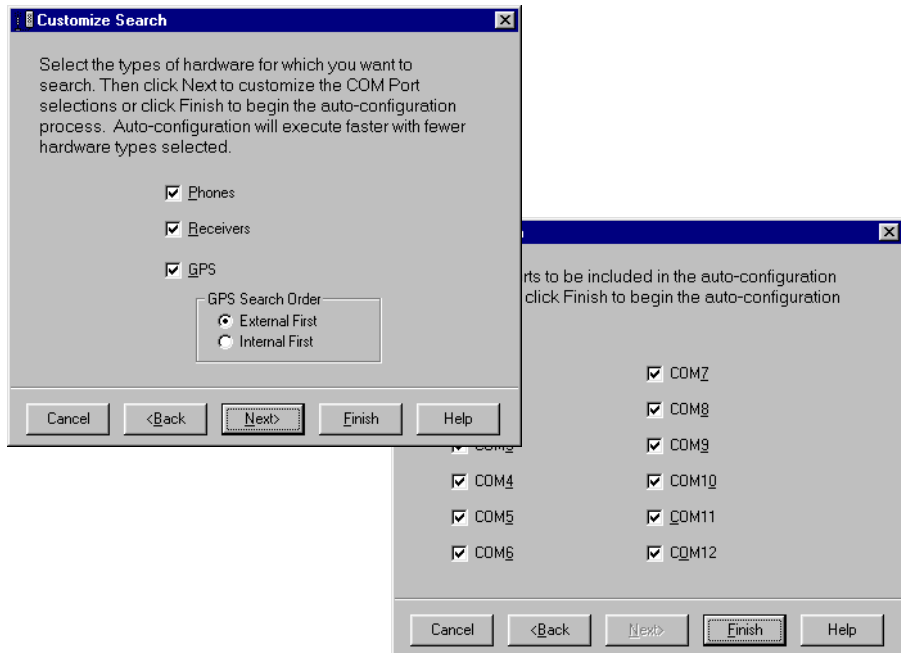 Customize Search
Select the types of hardware for which you want to
search. Then click Next to customize the COM Port
selections or click Finish to begin the auto-configuration
process. Auto-configuration will execute faster with fewer
hardware types selected.
Phones
Receivers
GPS
GPS Search Order
External First
Internal First
Cancel
<Back
Next>
Finish
Help
to be included in the auto-configuration
click Finish to begin the auto-configuration
COM7
COM8
COM9
COM4
COM10
COM5
COM11
COM6
COM12
Cancel
<Back
Next>
Finish
Help